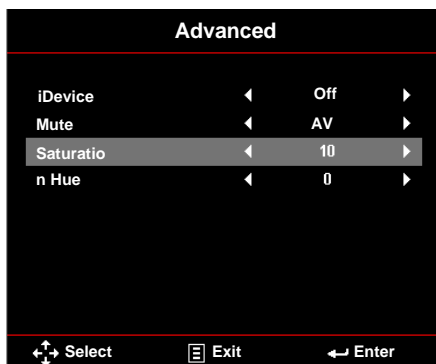 Advanced
iDevice Off
Mute AV
Saturatio 10
n Hue 0
Select Exit Enter